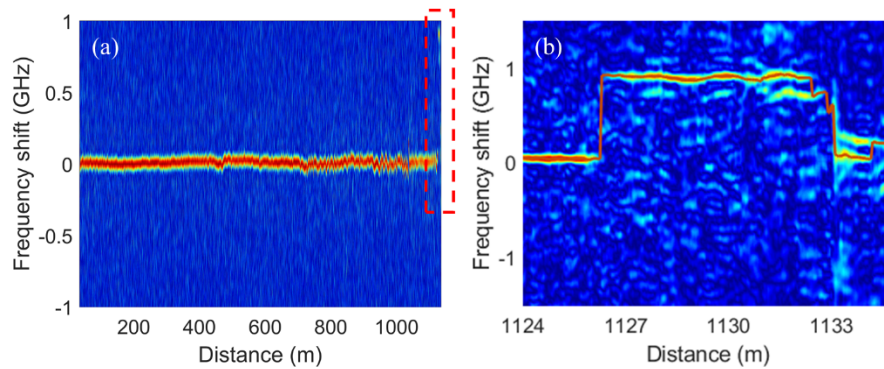 (a)
Frequency shift (GHz)
1
0.5
0
-0.5
-1
200
400
600
800
1000
Distance (m)
(b)
Frequency shift (GHz)
1
0
-1
1124
1127
1130
1133
Distance (m)